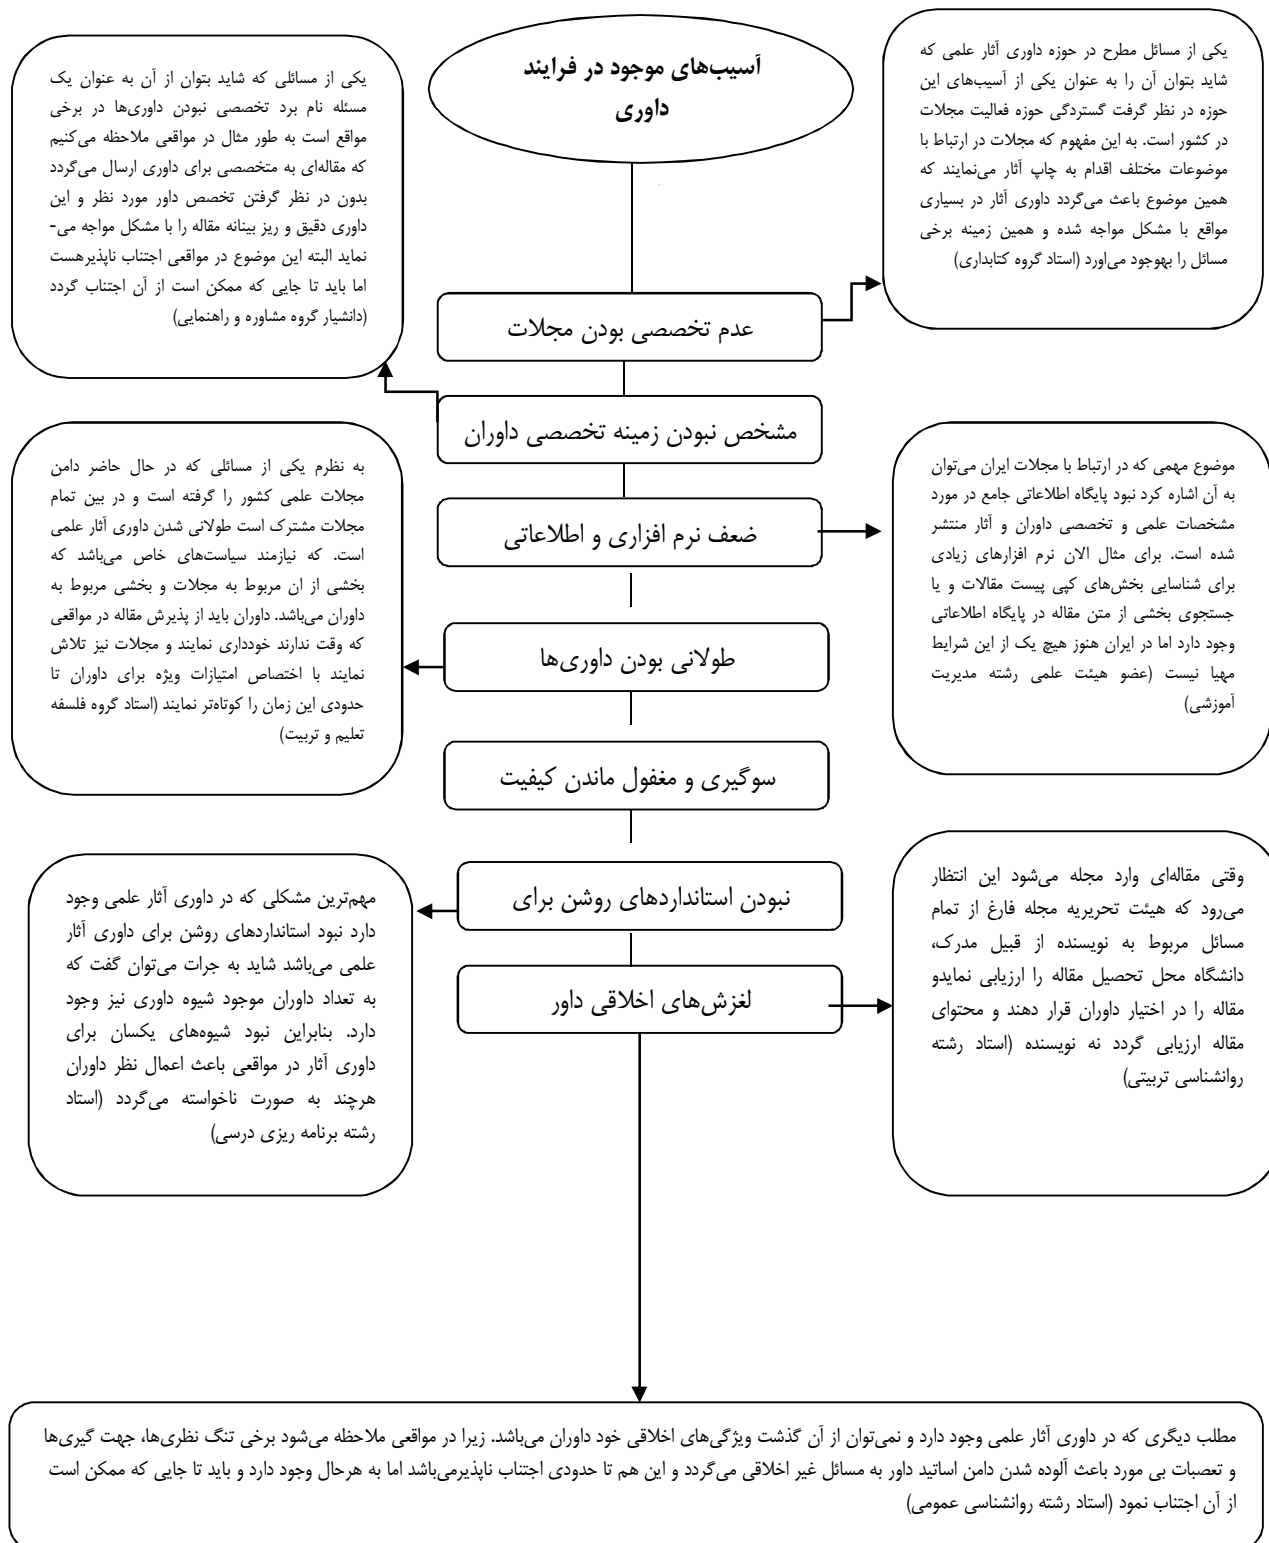 آسیب‌های موجود در فرایند
داوری
یکی از مسائل مطرح در حوزه داوری آثار علمی که
شاید بتوان آن را به عنوان یکی از آسیب‌های این
حوزه در نظر گرفت گستردگی حوزه فعالیت مجلات
در کشور است. به این مفهوم که مجلات در ارتباط با
موضوعات مختلف اقدام به چاپ آثار می‌نمایند که
همین موضوع باعث می‌گردد داوری آثار در بسیاری
مواقع با مشکل مواجه شده و همین زمینه برخی
مسائل را بهوجود می‌اورد (استاد گروه کتابداری)
یکی از مسائلی که شاید بتوان از آن به عنوان یک
مسئله نام برد تخصصی نبودن داوری‌ها در برخی
مواقع است به طور مثال در مواقعی ملاحظه می‌کنیم
که مقاله‌ای به متخصصی برای داوری ارسال می‌گردد
بدون در نظر گرفتن تخصص داور مورد نظر و این
داوری دقیق و ریز بینانه مقاله را با مشکل مواجه می-
نماید البته این موضوع در مواقعی اجتناب ناپذیرهست
اما باید تا جایی که ممکن است از آن اجتناب گردد
(دانشیار گروه مشاوره و راهنمایی)
عدم تخصصی بودن مجلات
مشخص نبودن زمینه تخصصی داوران
ضعف نرم افزاری و اطلاعاتی
موضوع مهمی که در ارتباط با مجلات ایران می‌توان
به آن اشاره کرد نبود پایگاه اطلاعاتی جامع در مورد
مشخصات علمی و تخصصی داوران و آثار منتشر
شده است. برای مثال الان نرم افزارهای زیادی
برای شناسایی بخش‌های کپی پیست مقالات و یا
جستجوی بخشی از متن مقاله در پایگاه اطلاعاتی
وجود دارد اما در ایران هنوز هیچ یک از این شرایط
مهیا نیست (عضو هیئت علمی رشته مدیریت
آموزشی)
به نظرم یکی از مسائلی که در حال حاضر دامن
مجلات علمی کشور را گرفته است و در بین تمام
مجلات مشترک است طولانی شدن داوری آثار علمی
است. که نیازمند سیاست‌های خاص می‌باشد که
بخشی از ان مربوط به مجلات و بخشی مربوط به
داوران می‌باشد. داوران باید از پذیرش مقاله در مواقعی
که وقت ندارند خودداری نمایند و مجلات نیز تلاش
نمایند با اختصاص امتیازات ویژه برای داوران تا
حدودی این زمان را کوتاه‌تر نمایند (استاد گروه فلسفه
تعلیم و تربیت)
طولانی بودن داوری‌ها
سوگیری و مغفول ماندن کیفیت
نبودن استانداردهای روشن برای
لغزش‌های اخلاقی داور
وقتی مقاله‌ای وارد مجله می‌شود این انتظار
می‌رود که هیئت تحریریه مجله فارغ از تمام
مسائل مربوط به نویسنده از قبیل مدرک،
دانشگاه محل تحصیل مقاله را ارزیابی نمایدو
مقاله را در اختیار داوران قرار دهند و محتوای
مقاله ارزیابی گردد نه نویسنده (استاد رشته
روانشناسی تربیتی)
مهم‌ترین مشکلی که در داوری آثار علمی وجود
دارد نبود استانداردهای روشن برای داوری آثار
علمی می‌باشد شاید به جرات می‌توان گفت که
به تعداد داوران موجود شیوه داوری نیز وجود
دارد. بنابراین نبود شیوه‌های یکسان برای
داوری آثار در مواقعی باعث اعمال نظر داوران
هرچند به صورت ناخواسته می‌گردد (استاد
رشته برنامه ریزی درسی)
مطلب دیگری که در داوری آثار علمی وجود دارد و نمی‌توان از آن گذشت ویژگی‌های اخلاقی خود داوران می‌باشد. زیرا در مواقعی ملاحظه می‌شود برخی تنگ نظری‌ها، جهت گیری‌ها
و تعصبات بی مورد باعث آلوده شدن دامن اساتید داور به مسائل غیر اخلاقی می‌گردد و این هم تا حدودی اجتناب ناپذیرمی‌باشد اما به هرحال وجود دارد و باید تا جایی که ممکن است
از آن اجتناب نمود (استاد رشته روانشناسی عمومی)